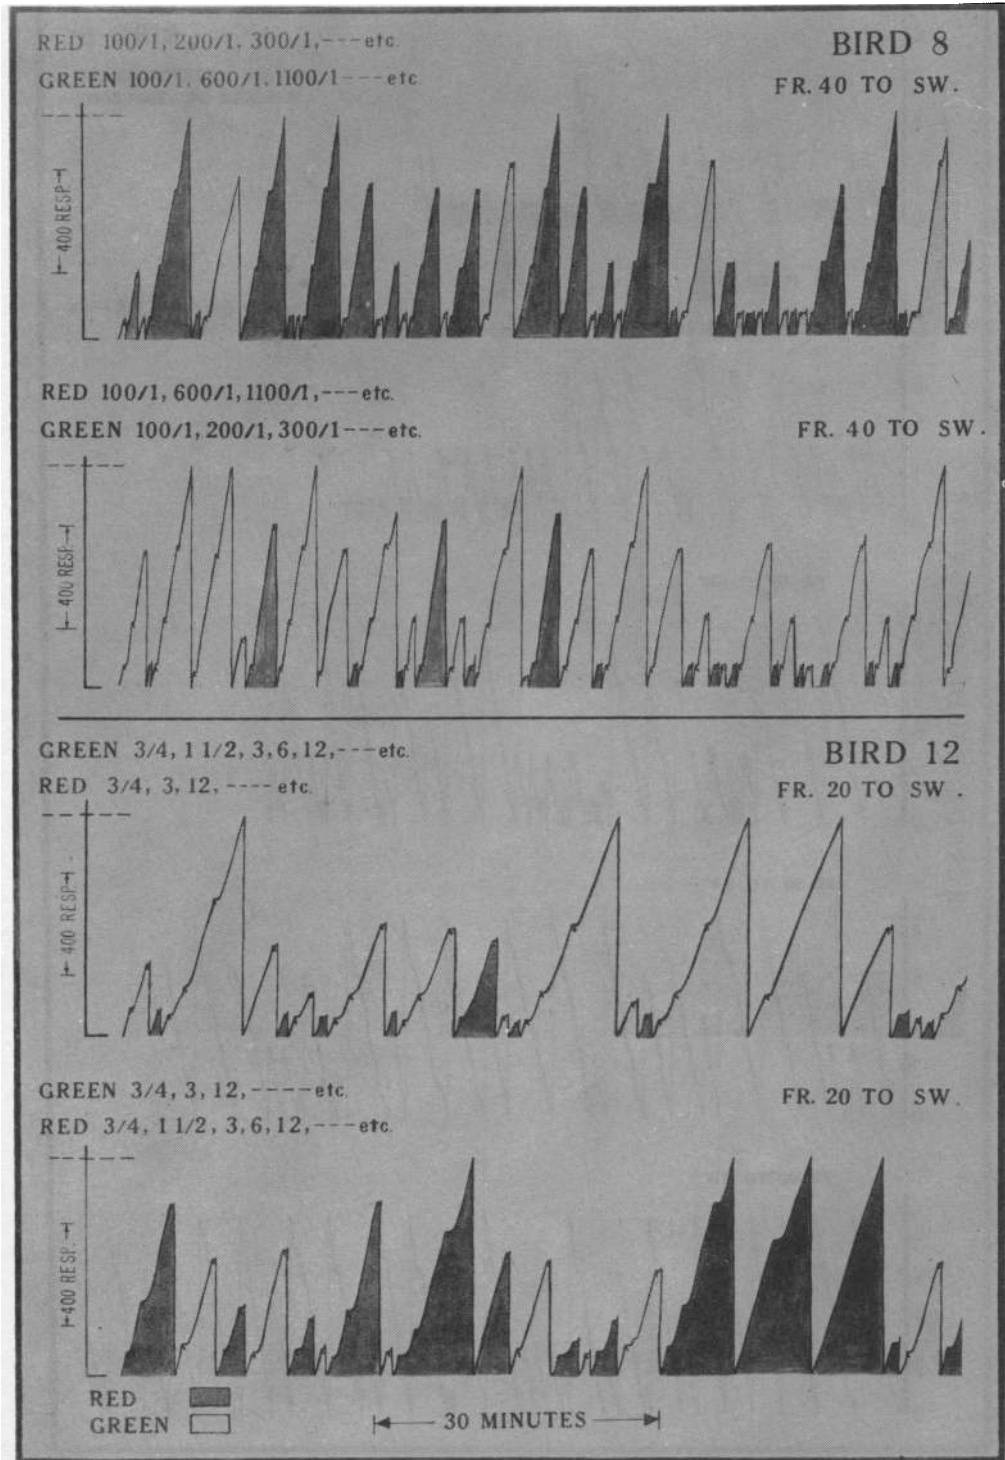 RED 100/1, 200/1, 300/1,---etc.
BIRD 8
GREEN 100/1, 600/1, 1100/1---etc
FR. 40 TO SW.
400 RESP.
RED 100/1, 600/1, 1100/1,---etc.
GREEN 100/1, 200/1, 300/1---etc.
FR. 40 TO SW.
400 RESP.
GREEN 3/4, 1 1/2, 3, 6, 12,---etc.
BIRD 12
RED 3/4, 3, 12,----etc.
FR. 20 TO SW.
400 RESP.
GREEN 3/4, 3, 12,-----etc.
FR. 20 TO SW.
RED 3/4, 1 1/2, 3, 6, 12,---etc.
400 RESP.
RED
GREEN
30 MINUTES